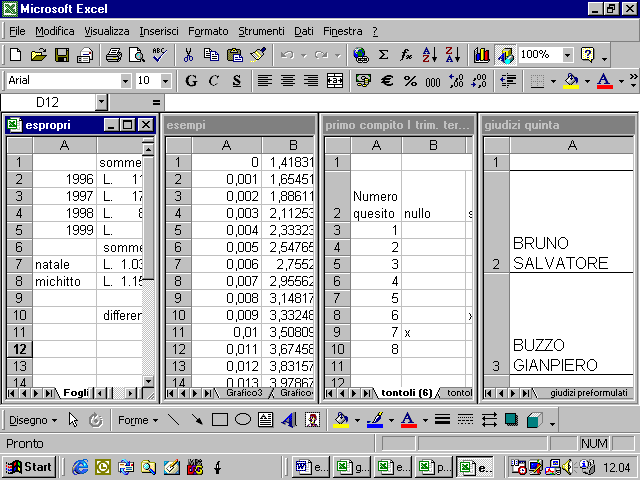 Microsoft Excel
File Modifica Visualizza Inserisci Formato Strumenti Dati Finestra ?
100%
Arial 10 G C S € % 000
D12 =
espropri
A
1 somme
2 1996 L. 11
3 1997 L. 17
4 1998 L. 8
5 1999 L.
6 somme
7 natale L. 1.03
8 michitto L. 1.15
9
10 differen
11
12
13
14
Fogli
esempi
A B
1 0 1,41831
2 0,001 1,65451
3 0,002 1,88611
4 0,003 2,11253
5 0,004 2,33323
6 0,005 2,54765
7 0,006 2,7552
8 0,007 2,95562
9 0,008 3,14817
10 0,009 3,33248
11 0,01 3,50809
12 0,011 3,67458
13 0,012 3,83157
14 0,013 3,97867
Grafico3 Grafico
primo compito I trim. ter...
A B
1
2 Numero quesito nullo s
3 1
4 2
5 3
6 4
7 5
8 6 x
9 7 x
10 8
11
12
tontoli (6) tontol
giudizi quinta
A
1
2 BRUNO
SALVATORE
3 BUZZO
GIANPIERO
giudizi preformulati
Disegno Forme
Pronto NUM
Start e... g... e... p... e... 12.04